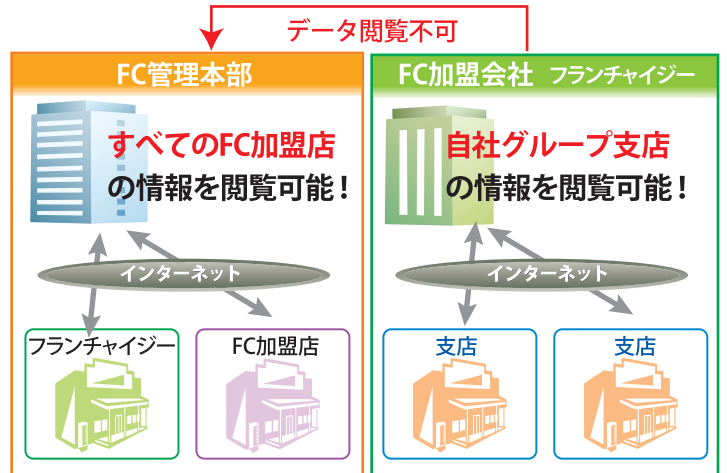 データ閲覧不可
FC管理本部
すべてのFC加盟店
の情報を閲覧可能！
インターネット
フランチャイジー
FC加盟店
FC加盟会社 フランチャイジー
自社グループ支店
の情報を閲覧可能！
インターネット
支店
支店